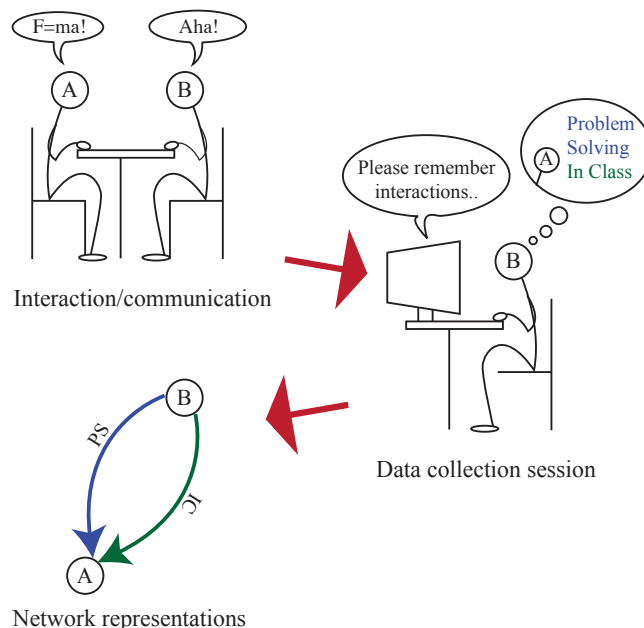 F=ma!
Aha!
A
B
Interaction/communication
Please remember
interactions..
A
Problem
Solving
In Class
B
Data collection session
B
PS
IC
A
Network representations